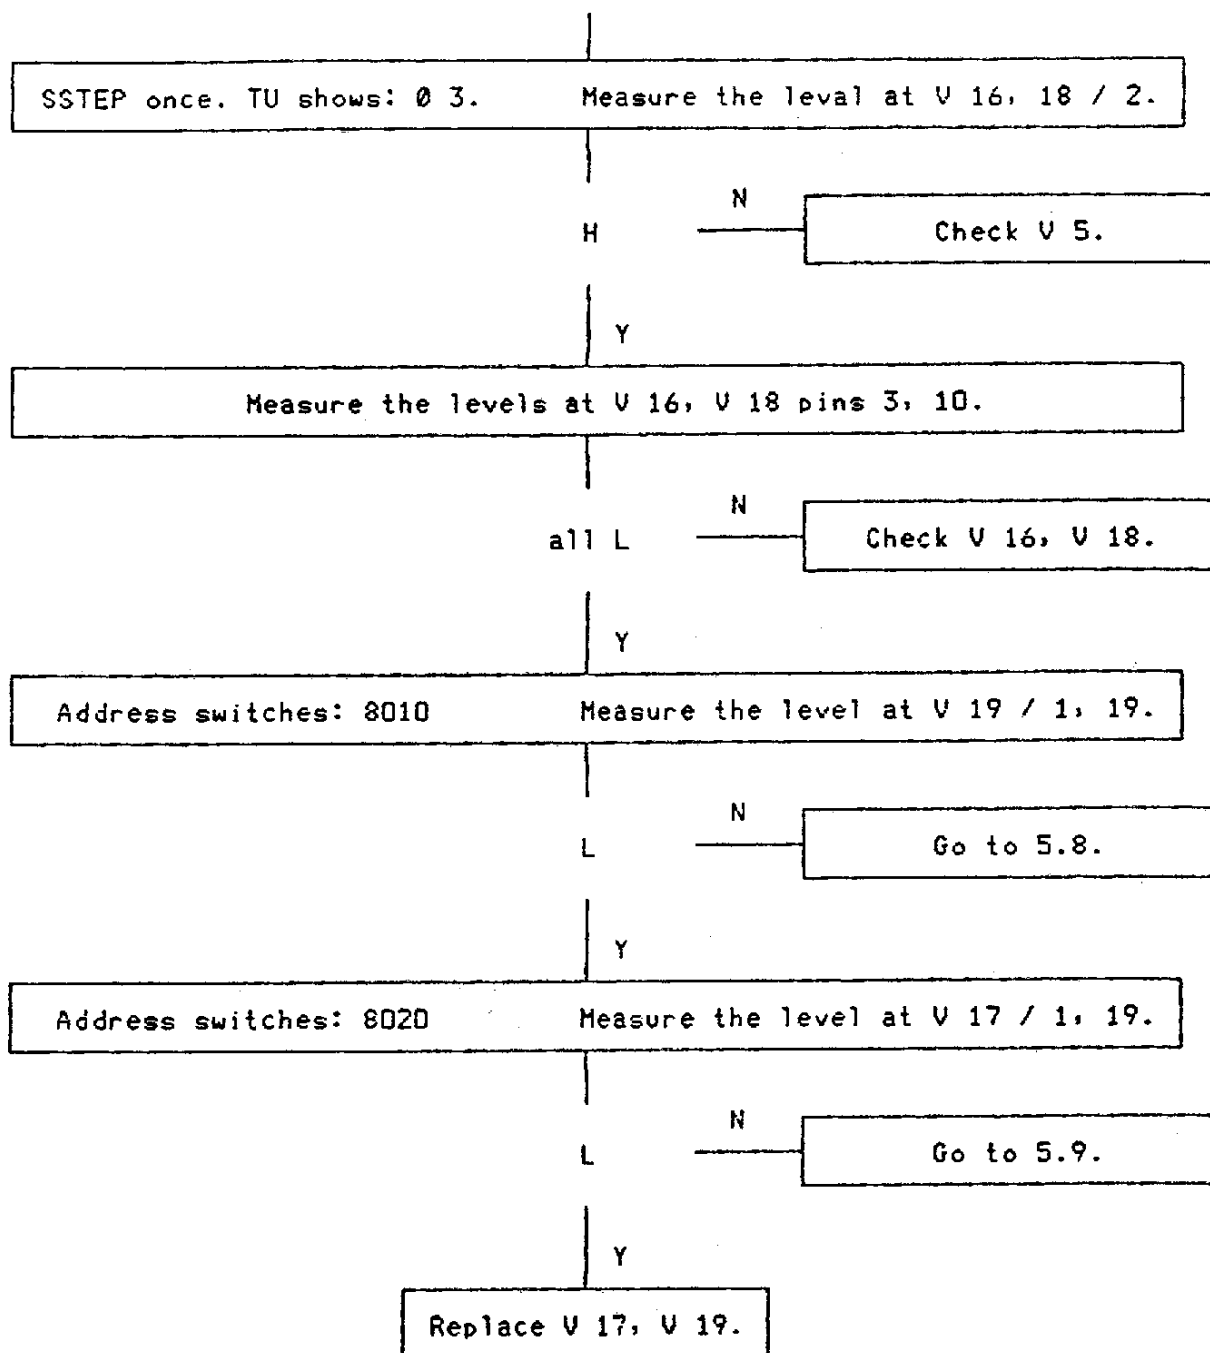 SSTEP once. TU shows: 0 3. Measure the leval at V 16, 18 / 2.
N
H
Check V 5.
Y
Measure the levels at V 16, V 18 pins 3, 10.
N
all L
Check V 16, V 18.
Y
Address switches: 8010 Measure the level at V 19 / 1, 19.
N
L
Go to 5.8.
Y
Address switches: 8020 Measure the level at V 17 / 1, 19.
N
L
Go to 5.9.
Y
Replace V 17, V 19.